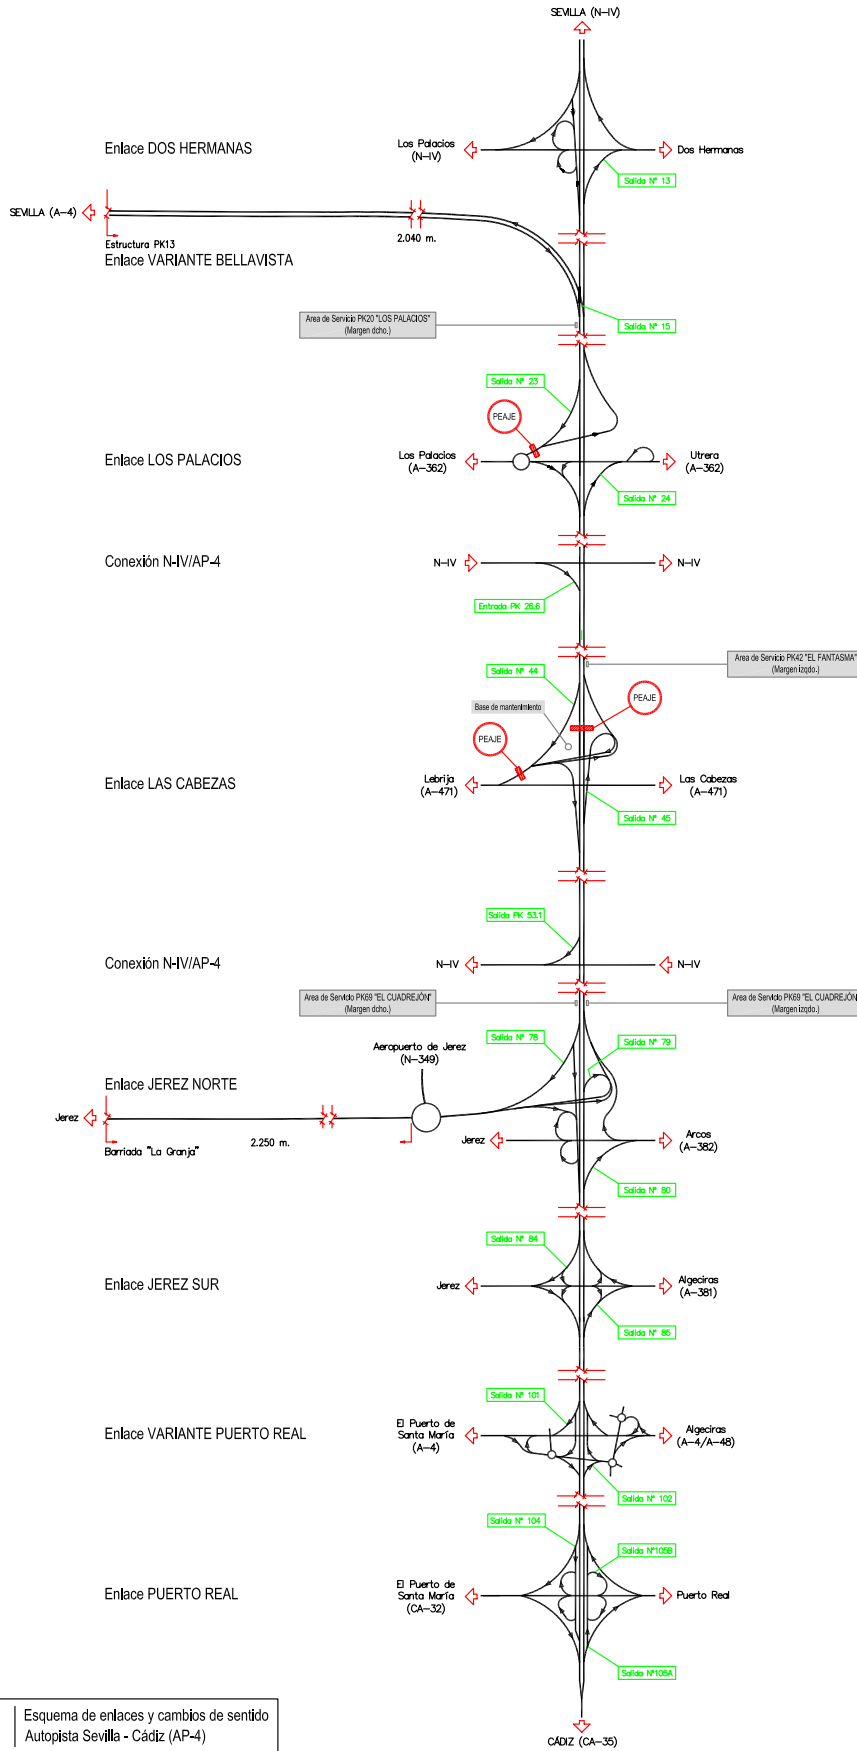 SEVILLA (N-IV)
Enlace DOS HERMANAS
Los Palacios
(N-IV)
Dos Hermanas
Salida Nº 13
SEVILLA (A-4)
Estructura PK13
2.040 m.
Enlace VARIANTE BELLAVISTA
Area de Servicio PK20 "LOS PALACIOS"
(Margen dcho.)
Salida Nº 15
Salida Nº 23
PEAJE
Enlace LOS PALACIOS
Los Palacios
(A-362)
Utrera
(A-362)
Salida Nº 24
Conexión N-IV/AP-4
N-IV
N-IV
Entrada PK 26,6
Area de Servicio PK42 "EL FANTASMA"
(Margen izqdo.)
Salida Nº 44
PEAJE
Base de mantenimiento
PEAJE
Enlace LAS CABEZAS
Lebrija
(A-471)
Las Cabezas
(A-471)
Salida Nº 45
Salida PK 53.1
Conexión N-IV/AP-4
N-IV
N-IV
Area de Servicio PK69 "EL CUADREJÓN"
(Margen dcho.)
Area de Servicio PK69 "EL CUADREJÓN"
(Margen izqdo.)
Salida Nº 78
Salida Nº 79
Aeropuerto de Jerez
(N-349)
Enlace JEREZ NORTE
Jerez
Barriada "La Granja"
2.250 m.
Jerez
Arcos
(A-382)
Salida Nº 80
Salida Nº 84
Enlace JEREZ SUR
Jerez
Algeciras
(A-381)
Salida Nº 85
Salida Nº 101
Enlace VARIANTE PUERTO REAL
El Puerto de
Santa María
(A-4)
Algeciras
(A-4/A-48)
Salida Nº 102
Salida Nº 104
Salida Nº105B
Enlace PUERTO REAL
El Puerto de
Santa María
(CA-32)
Puerto Real
Salida Nº105A
Esquema de enlaces y cambios de sentido
Autopista Sevilla - Cádiz (AP-4)
CÁDIZ (CA-35)